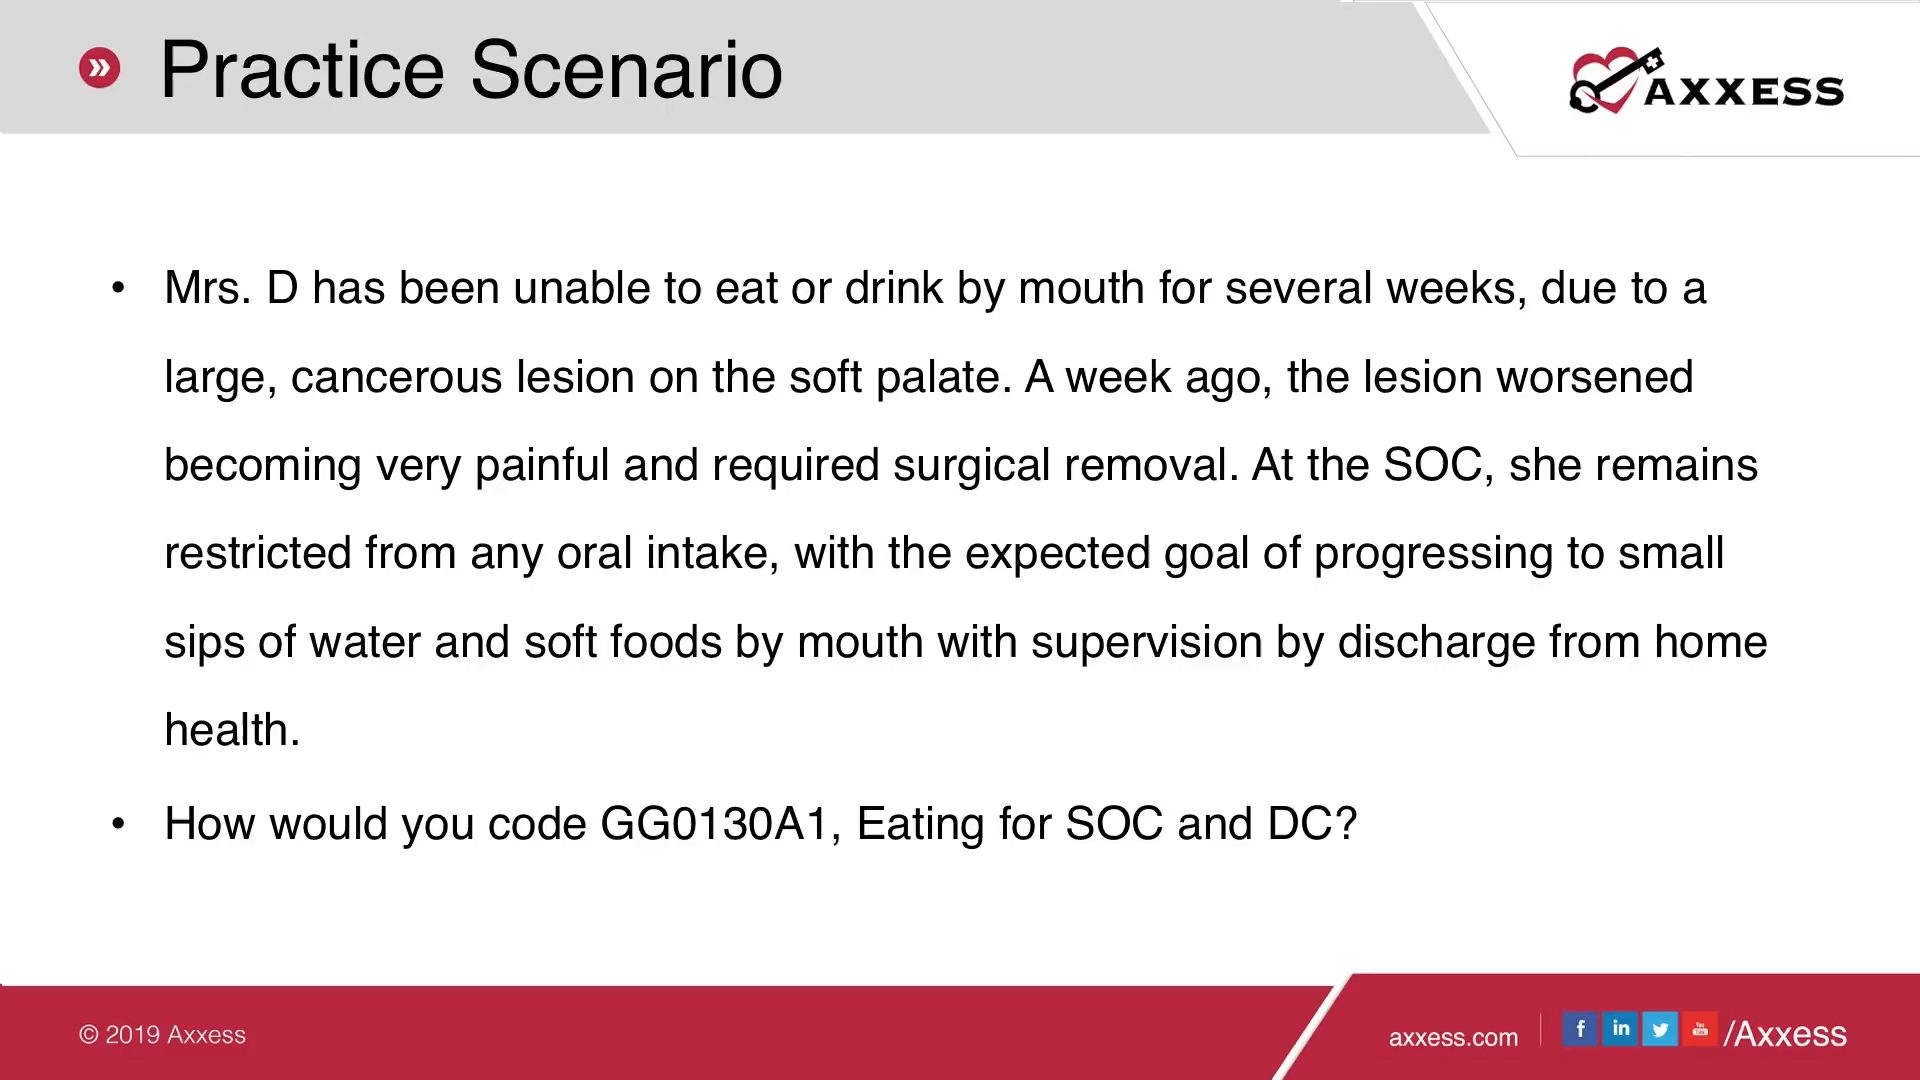 Practice Scenario
AXXESS
• Mrs. D has been unable to eat or drink by mouth for several weeks, due to a
large, cancerous lesion on the soft palate. A week ago, the lesion worsened
becoming very painful and required surgical removal. At the SOC, she remains
restricted from any oral intake, with the expected goal of progressing to small
sips of water and soft foods by mouth with supervision by discharge from home
health.
• How would you code GG0130A1, Eating for SOC and DC?
© 2019 Axxess
axxess.com
f in You Tube /Axxess